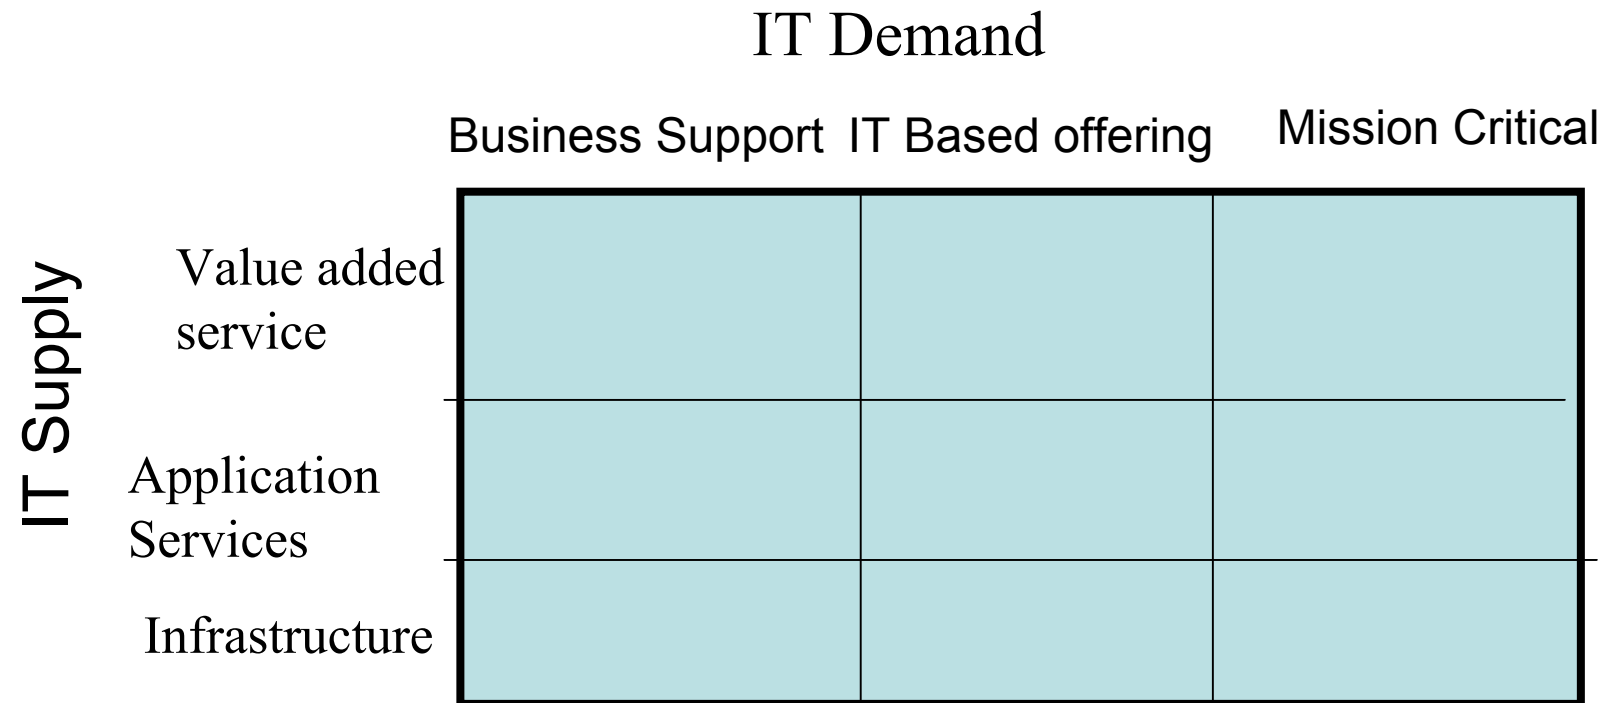 IT Demand
Business Support IT Based offering Mission Critical
IT Supply
Value added
service
Application
Services
Infrastructure